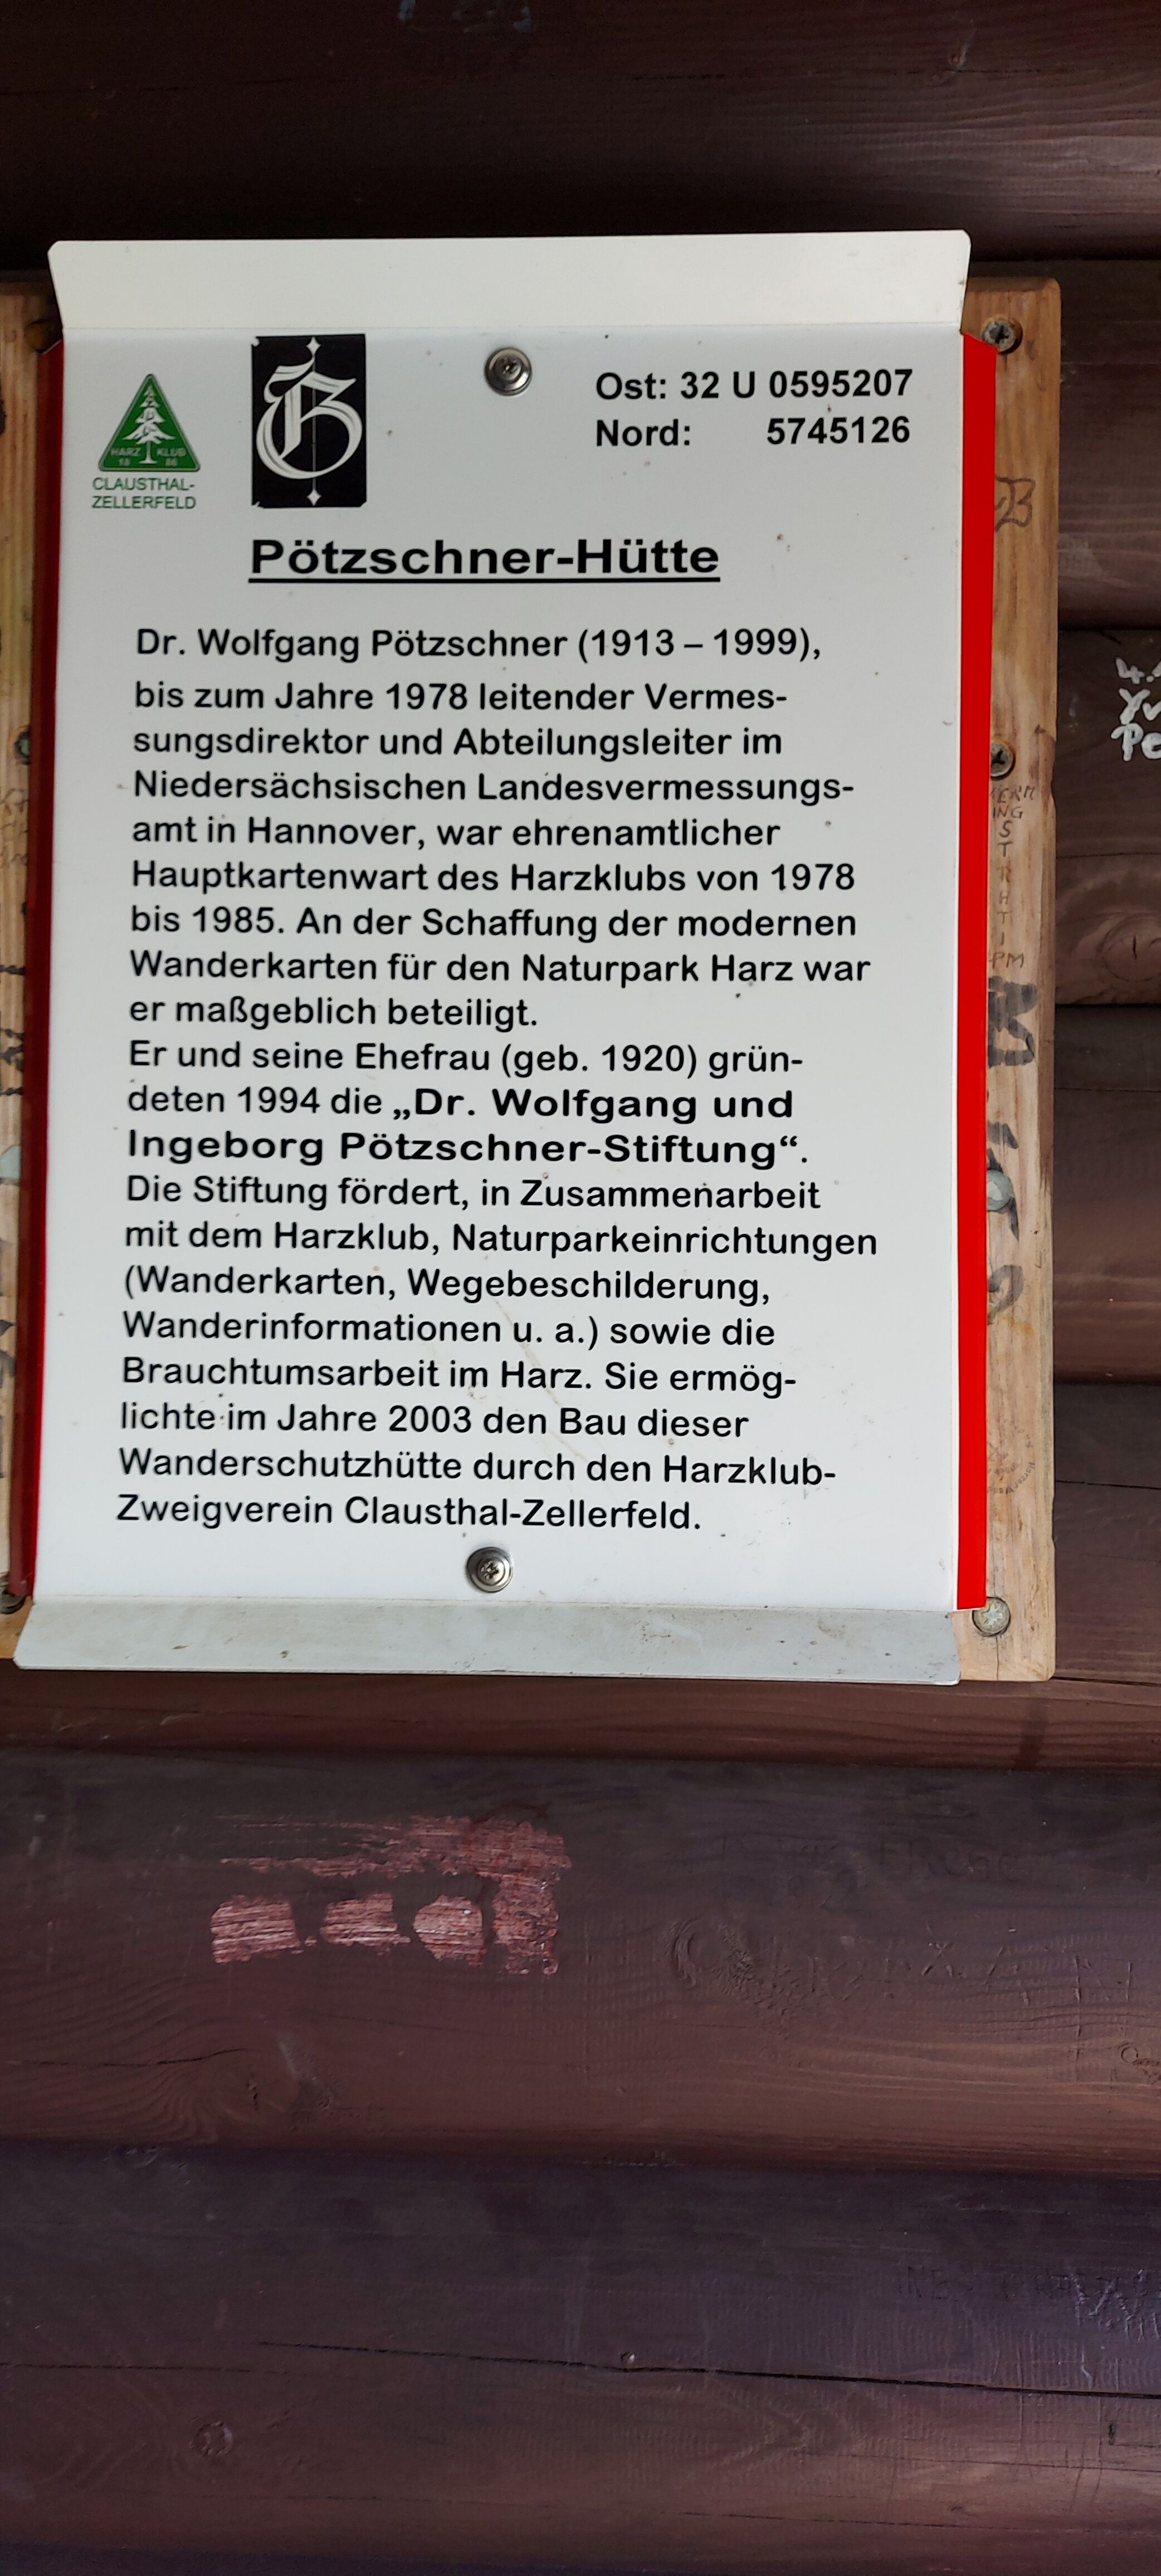 HARZ KLUB
18 86
CLAUSTHAL-
ZELLERFELD
B
Ost: 32 U 0595207
Nord: 5745126
Pötzschner-Hütte
Dr. Wolfgang Pötzschner (1913 – 1999),
bis zum Jahre 1978 leitender Vermes-
sungsdirektor und Abteilungsleiter im
Niedersächsischen Landesvermessungs-
amt in Hannover, war ehrenamtlicher
Hauptkartenwart des Harzklubs von 1978
bis 1985. An der Schaffung der modernen
Wanderkarten für den Naturpark Harz war
er maßgeblich beteiligt.
Er und seine Ehefrau (geb. 1920) grün-
deten 1994 die „Dr. Wolfgang und
Ingeborg Pötzschner-Stiftung“.
Die Stiftung fördert, in Zusammenarbeit
mit dem Harzklub, Naturparkeinrichtungen
(Wanderkarten, Wegebeschilderung,
Wanderinformationen u. a.) sowie die
Brauchtumsarbeit im Harz. Sie ermög-
lichte im Jahre 2003 den Bau dieser
Wanderschutzhütte durch den Harzklub-
Zweigverein Clausthal-Zellerfeld.